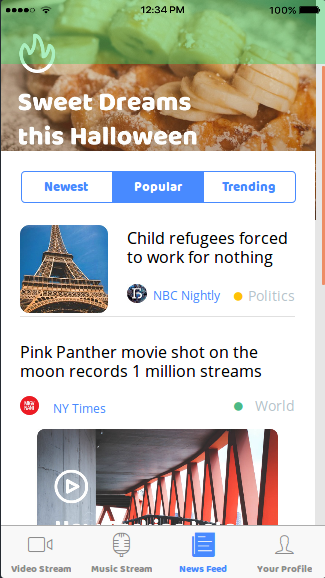 12:34 PM
100%
Sweet Dreams
this Halloween
Newest
Popular
Trending
Child refugees forced
to work for nothing
NBC Nightly
Politics
Pink Panther movie shot on the
moon records 1 million streams
NY Times
World
Video Stream
Music Stream
News Feed
Your Profile